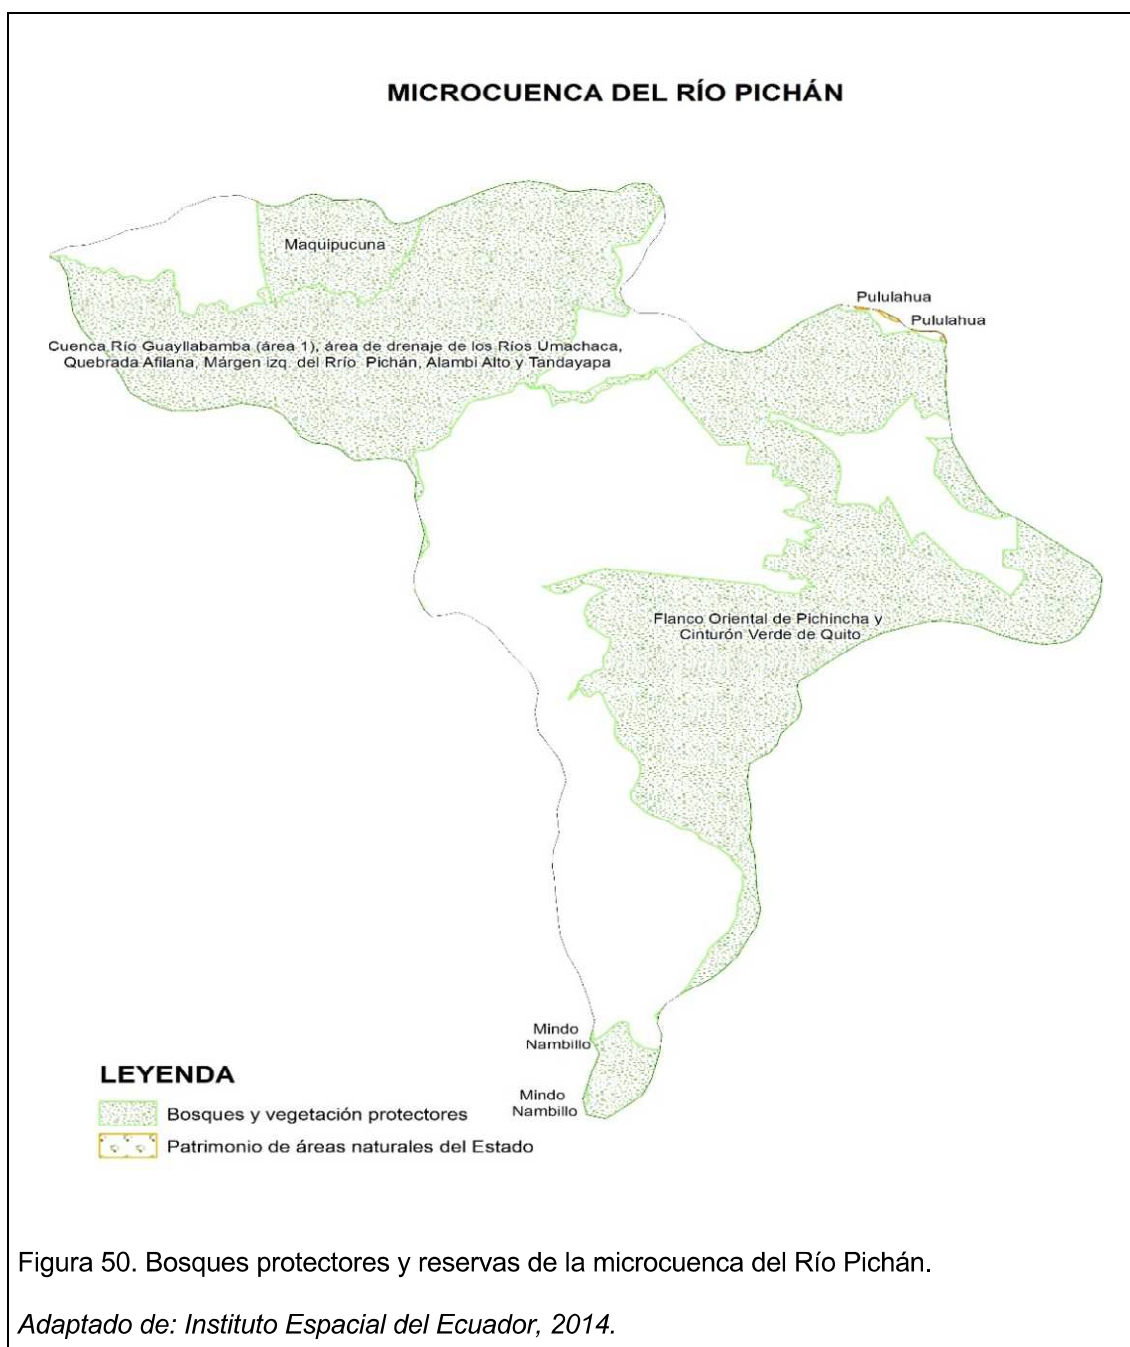 MICROCUENCA DEL RÍO PICHÁN
Maquipucuna
Pululahua
Pululahua
Cuenca Río Guayllabamba (área 1), área de drenaje de los Ríos Umachaca,
Quebrada Afilana, Márgen izq. del Rrío Pichán, Alambi Alto y Tandayapa
Flanco Oriental de Pichincha y
Cinturón Verde de Quito
Mindo
Nambillo
Mindo
Nambillo
LEYENDA
Bosques y vegetación protectores
Patrimonio de áreas naturales del Estado
Figura 50. Bosques protectores y reservas de la microcuenca del Río Pichán.
Adaptado de: Instituto Espacial del Ecuador, 2014.